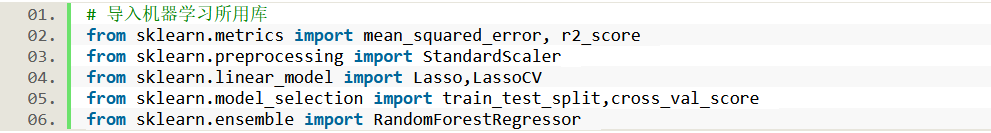 01. # 导入机器学习所用库
02. from sklearn.metrics import mean_squared_error, r2_score
03. from sklearn.preprocessing import StandardScaler
04. from sklearn.linear_model import Lasso,LassoCV
05. from sklearn.model_selection import train_test_split,cross_val_score
06. from sklearn.ensemble import RandomForestRegressor